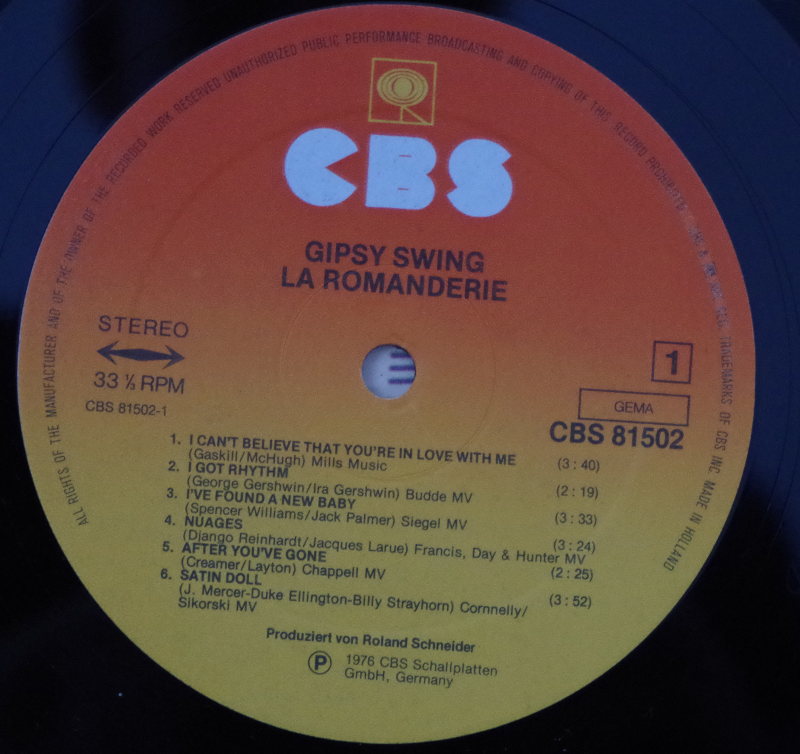 ALL RIGHTS OF THE MANUFACTURER AND OF THE OWNER OF THE RECORDED WORK RESERVED UNAUTHORIZED PUBLIC PERFORMANCE BROADCASTING AND COPYING OF THIS RECORD PROHIBITED TRADEMARKS OF CBS INC MADE IN HOLLAND
CBS
GIPSY SWING
LA ROMANDERIE
STEREO
33 ⅓ RPM
CBS 81502-1
1
GEMA
CBS 81502
1. I CAN'T BELIEVE THAT YOU'RE IN LOVE WITH ME
(Gaskill/McHugh) Mills Music (3:40)
2. I GOT RHYTHM
(George Gershwin/Ira Gershwin) Budde MV (2:19)
3. I'VE FOUND A NEW BABY
(Spencer Williams/Jack Palmer) Siegel MV (3:33)
4. NUAGES (3:24)
(Django Reinhardt/Jacques Larue) Francis, Day & Hunter MV
5. AFTER YOU'VE GONE
(Creamer/Layton) Chappell MV (2:25)
6. SATIN DOLL
(J. Mercer-Duke Ellington-Billy Strayhorn) Cornnelly/ (3:52)
Sikorski MV
Produziert von Roland Schneider
Ⓟ 1976 CBS Schallplatten
GmbH, Germany